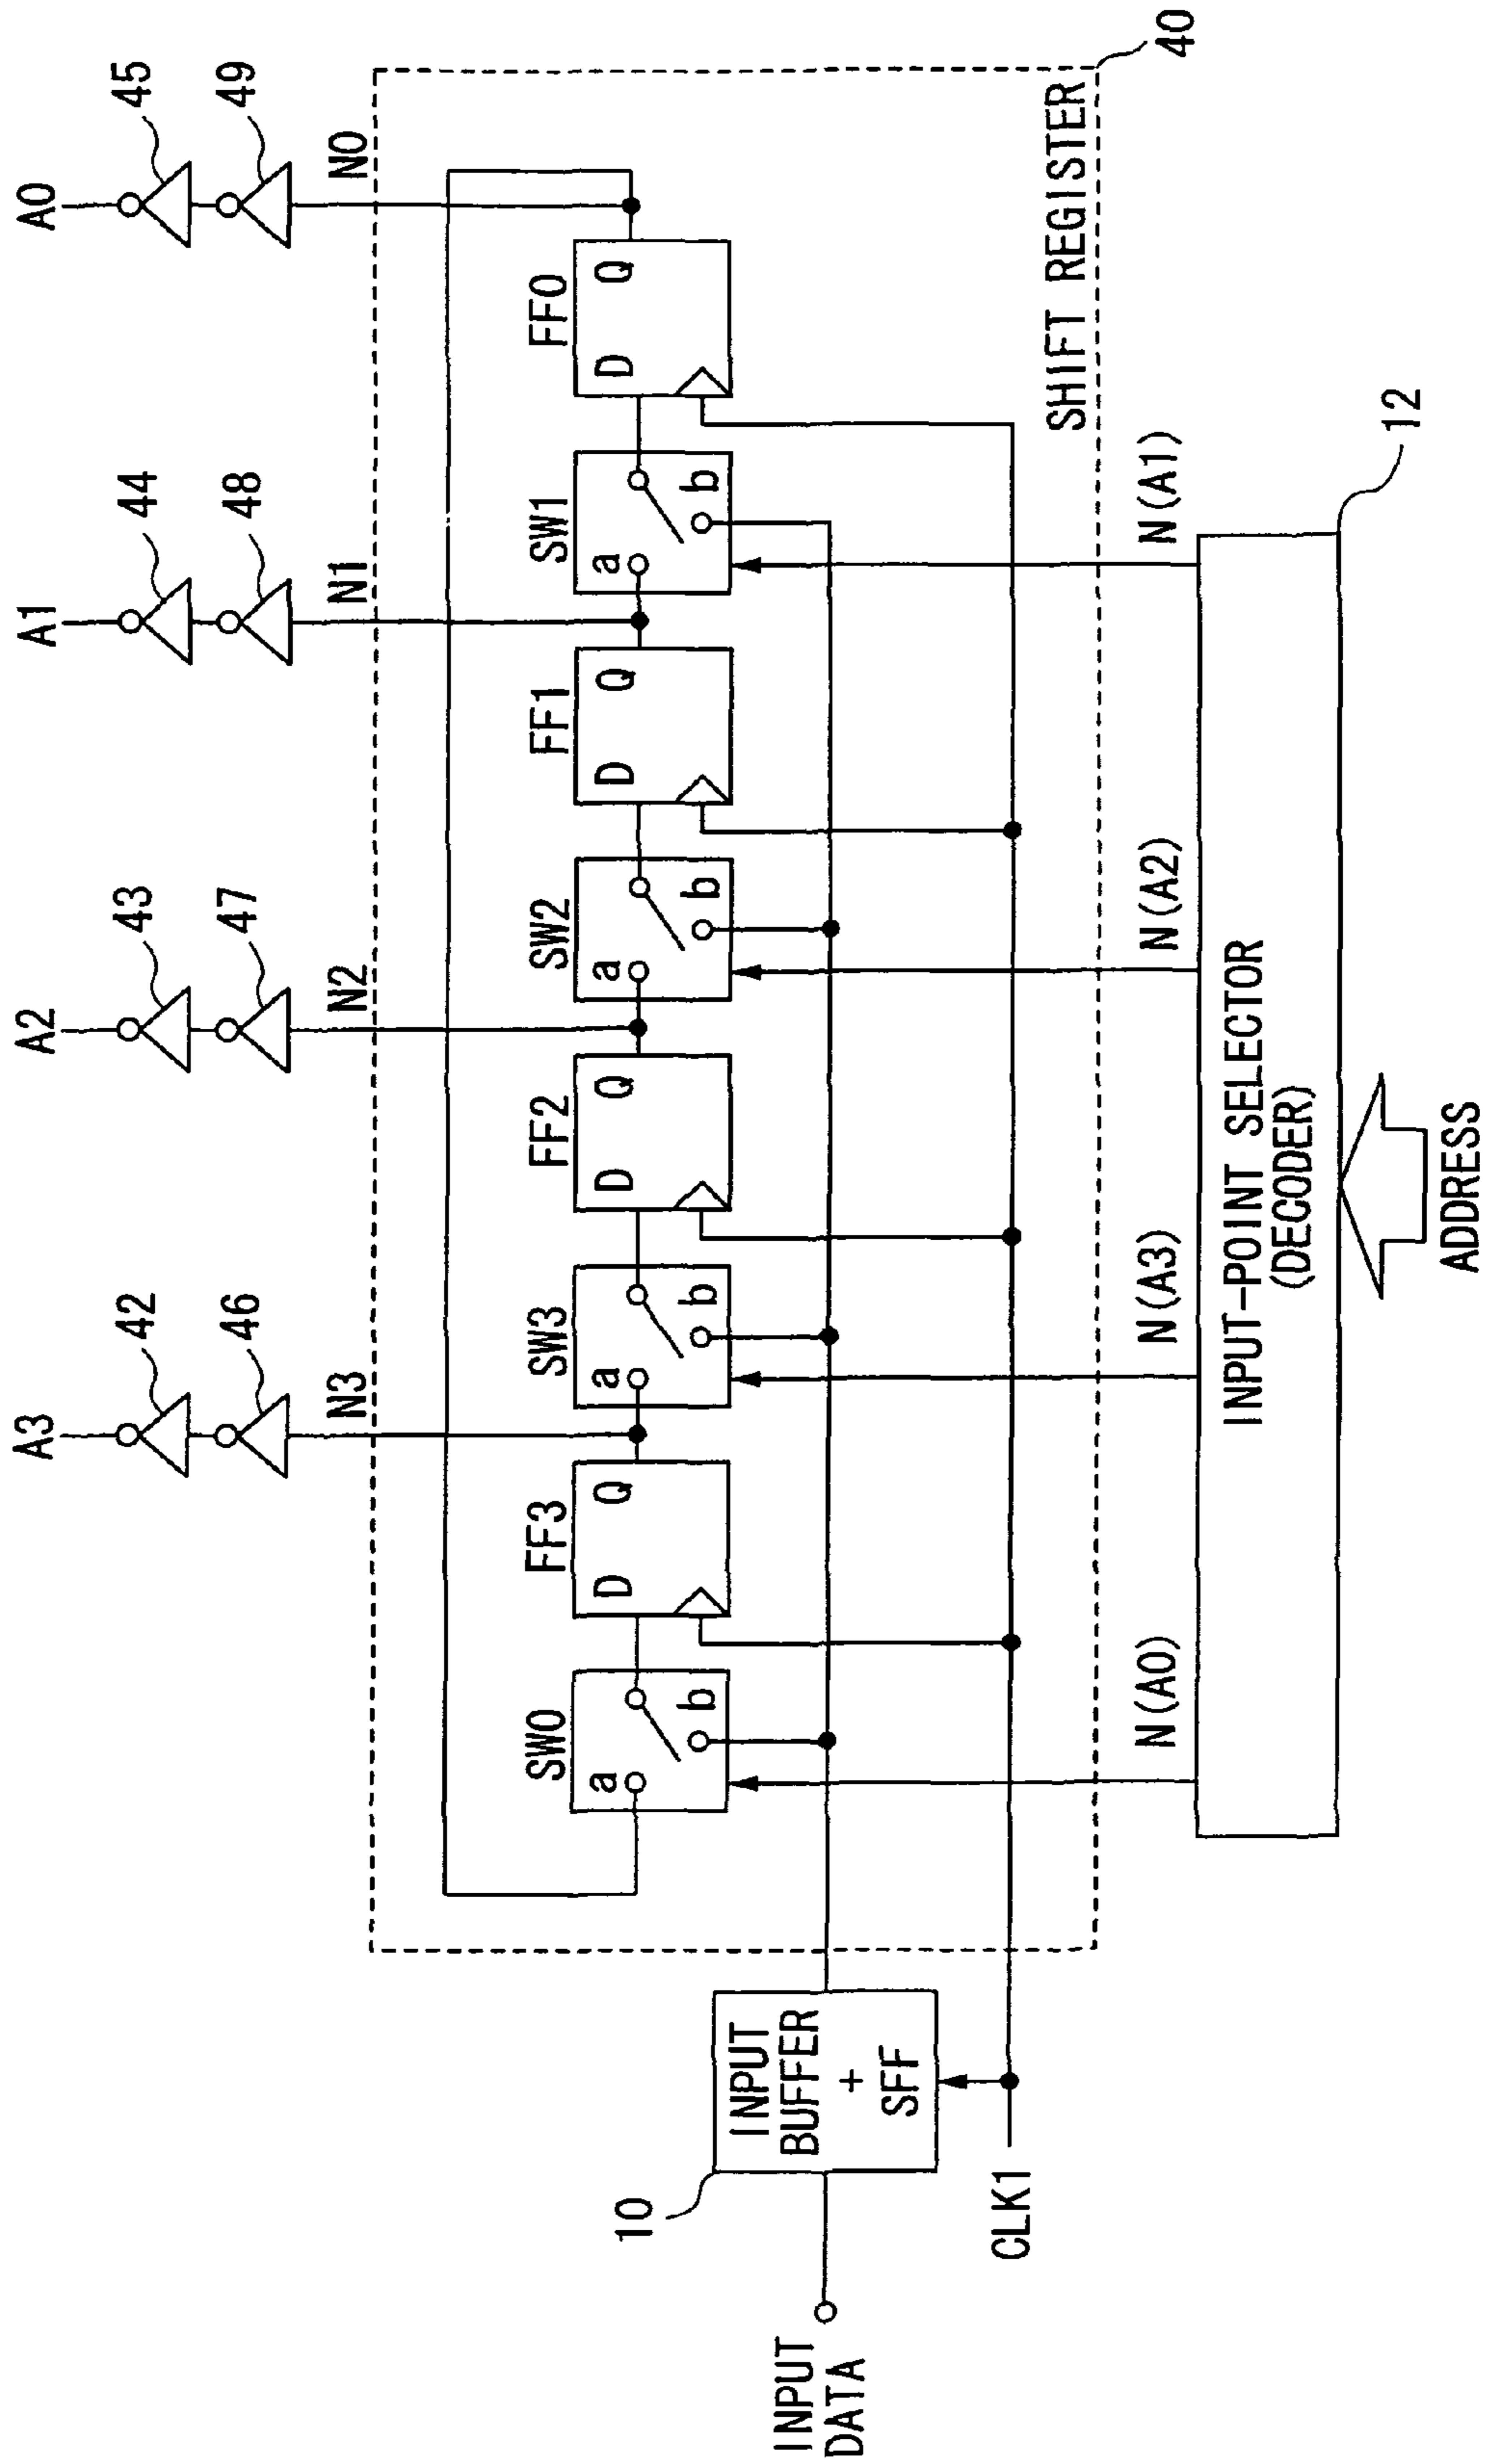 A3
A2
A1
A0
42
43
44
45
46
47
48
49
N3
N2
N1
N0
SW0
a
b
FF3
D
Q
SW3
a
b
FF2
D
Q
SW2
a
b
FF1
D
Q
SW1
a
b
FF0
D
Q
10
INPUT
BUFFER
+
SFF
INPUT
DATA
CLK1
SHIFT REGISTER
40
N(A0)
N(A3)
N(A2)
N(A1)
12
INPUT-POINT SELECTOR
(DECODER)
ADDRESS